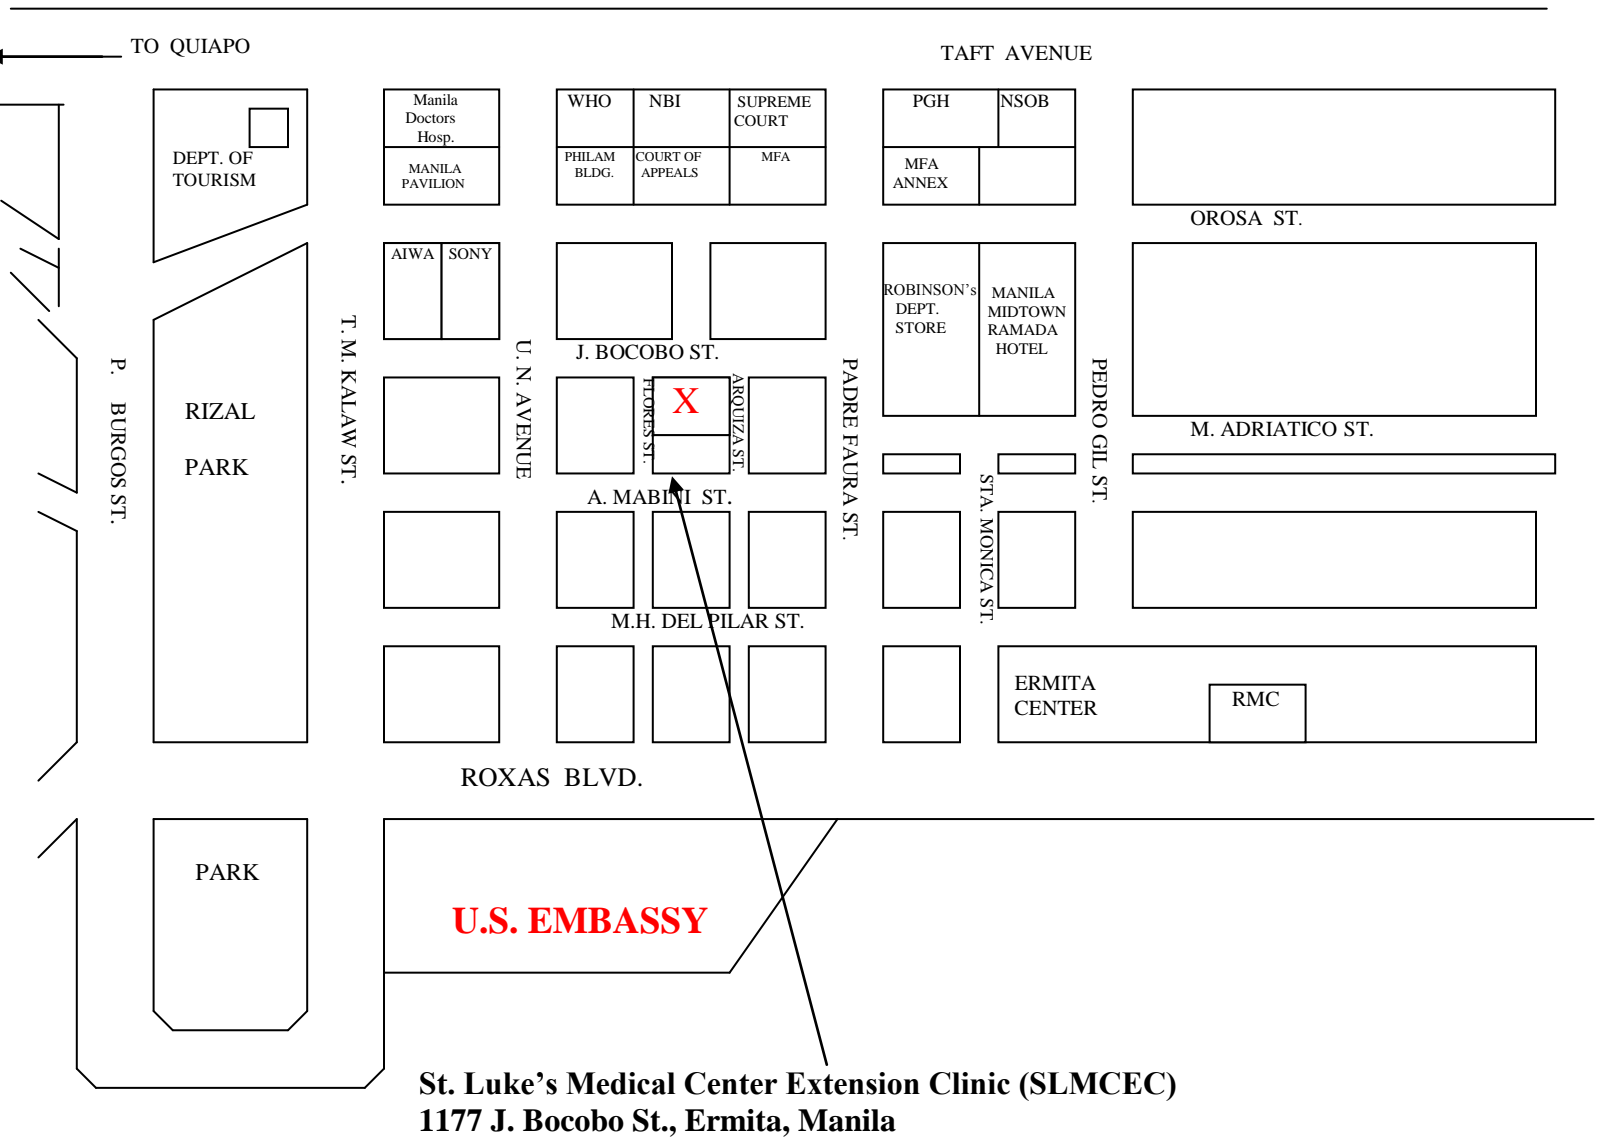 TO QUIAPO
TAFT AVENUE
Manila
Doctors
Hosp.
WHO
NBI
SUPREME
COURT
PGH
NSOB
DEPT. OF
TOURISM
MANILA
PAVILION
PHILAM
BLDG.
COURT OF
APPEALS
MFA
MFA
ANNEX
OROSA ST.
AIWA
SONY
ROBINSON's
DEPT.
STORE
MANILA
MIDTOWN
RAMADA
HOTEL
J. BOCOBO ST.
P. BURGOS ST.
RIZAL
PARK
T. M. KALAW ST.
U. N. AVENUE
FLORES ST.
X
ARQUIZA ST.
PADRE FAURA ST.
PEDRO GIL ST.
M. ADRIATICO ST.
A. MABINI ST.
STA. MONICA ST.
M.H. DEL PILAR ST.
ERMITA
CENTER
RMC
ROXAS BLVD.
PARK
U.S. EMBASSY
St. Luke’s Medical Center Extension Clinic (SLMCEC)
1177 J. Bocobo St., Ermita, Manila